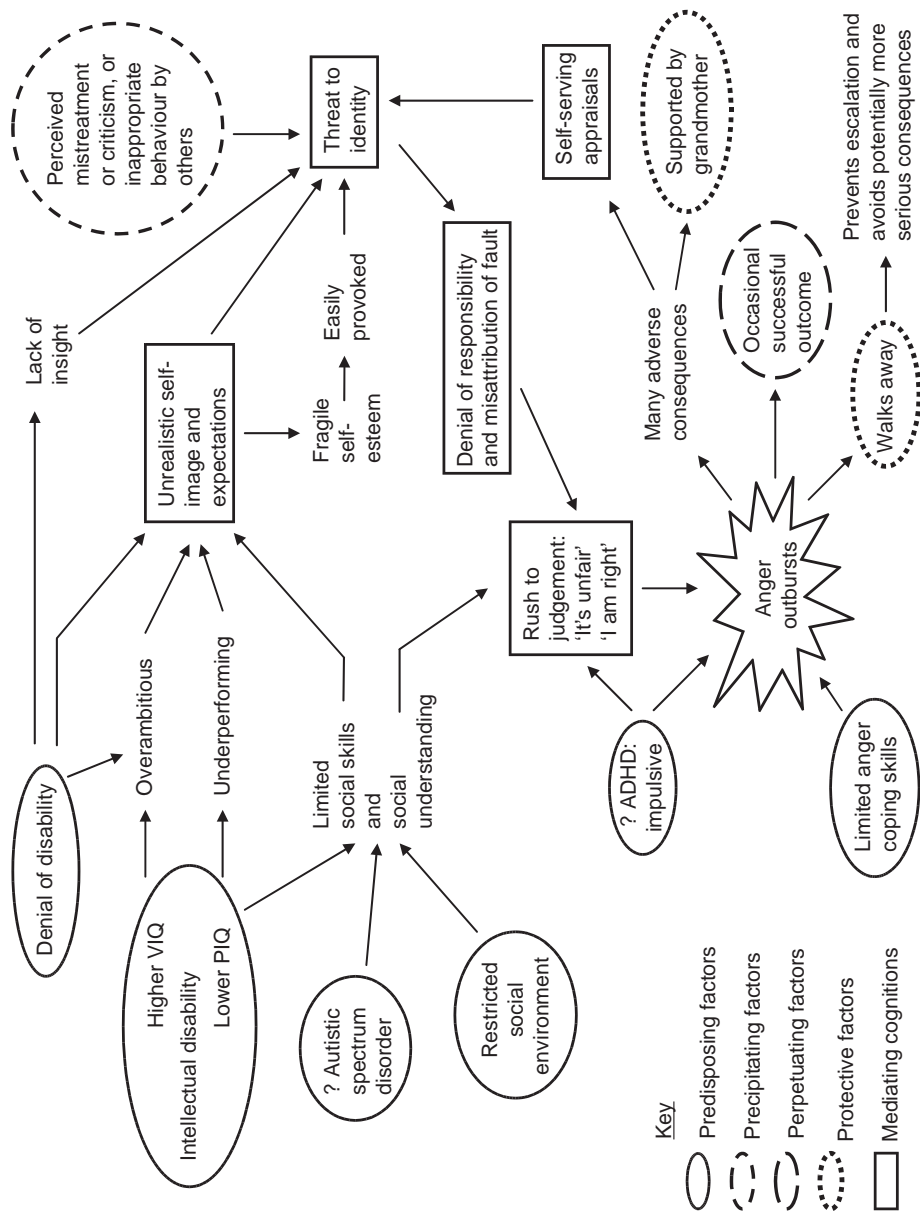 Denial of disability
Higher VIQ
Intellectual disability
Lower PIQ
? Autistic
spectrum
disorder
Restricted
social
environment
Overambitious
Underperforming
Limited
social skills
and
social
understanding
? ADHD:
impulsive
Limited anger
coping skills
Lack of
insight
Unrealistic self-
image and
expectations
Fragile
self-
esteem
Easily
provoked
Perceived
mistreatment
or criticism, or
inappropriate
behaviour by
others
Threat to
identity
Denial of responsibility
and misattribution of fault
Self-serving
appraisals
Rush to
judgement:
‘It's unfair’
‘I am right’
Anger
outbursts
Many adverse
consequences
Supported by
grandmother
Occasional
successful
outcome
Walks away
Prevents escalation and
avoids potentially more
serious consequences
Key
Predisposing factors
Precipitating factors
Perpetuating factors
Protective factors
Mediating cognitions